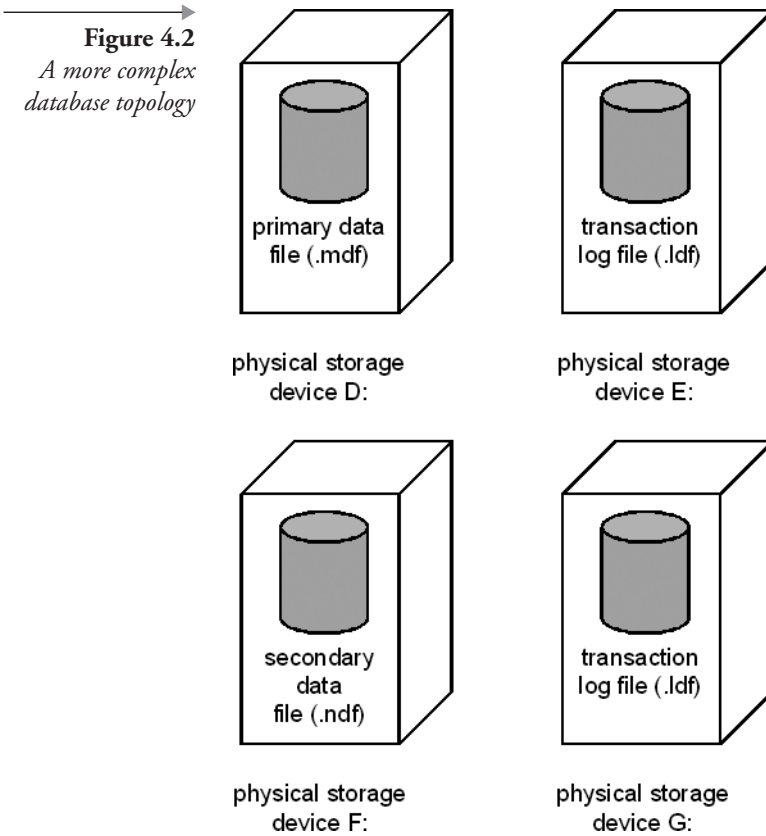 Figure 4.2
A more complex
database topology
primary data
file (.mdf)
transaction
log file (.ldf)
physical storage
device D:
physical storage
device E:
secondary
data
file (.ndf)
transaction
log file (.ldf)
physical storage
device F:
physical storage
device G: